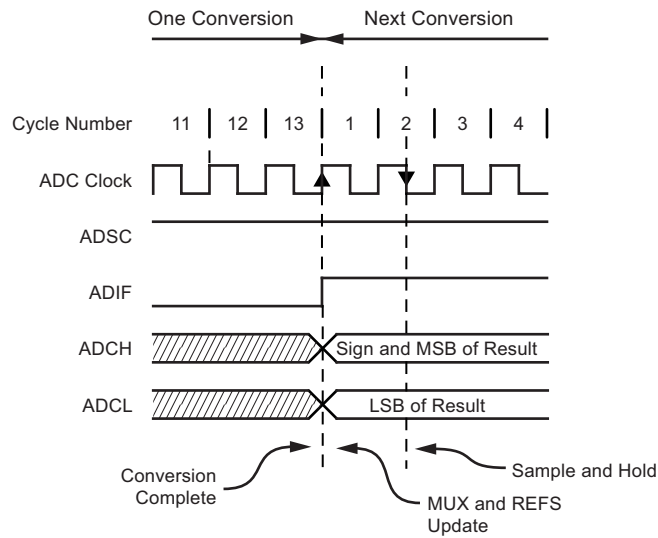 One Conversion Next Conversion
Cycle Number 11 12 13 1 2 3 4
ADC Clock
ADSC
ADIF
ADCH Sign and MSB of Result
ADCL LSB of Result
Conversion
Complete
MUX and REFS
Update
Sample and Hold